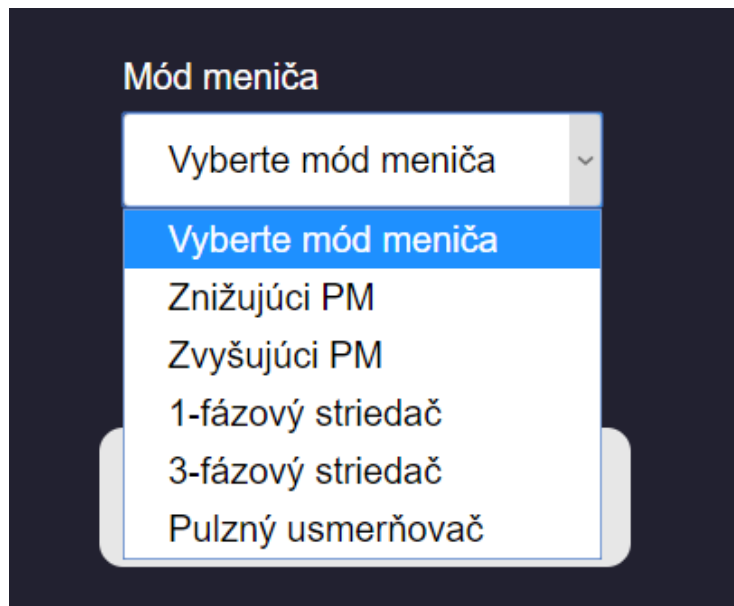 Mód meniča
Vyberte mód meniča
Vyberte mód meniča
Znižujúci PM
Zvyšujúci PM
1-fázový striedač
3-fázový striedač
Pulzný usmerňovač